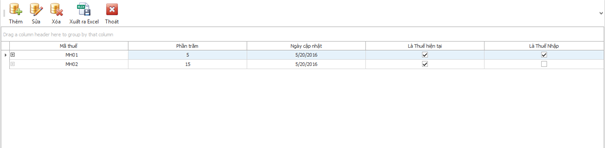 Thêm Sửa Xóa Xuất ra Excel Thoát
Drag a column header here to group by that column
Mã thuế Phần trăm Ngày cập nhật Là Thuế hiện tại Là Thuế Nhập
MH01 5 5/20/2016
MH02 15 5/20/2016